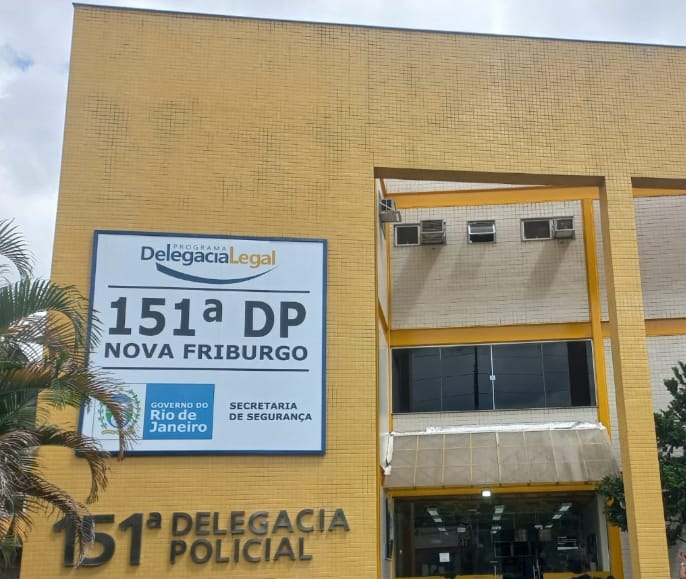 PROGRAMA
DelegaciaLegal
151ª DP
NOVA FRIBURGO
GOVERNO DO
Rio de
Janeiro
SECRETARIA
DE SEGURANÇA
151ª DELEGACIA
POLICIAL